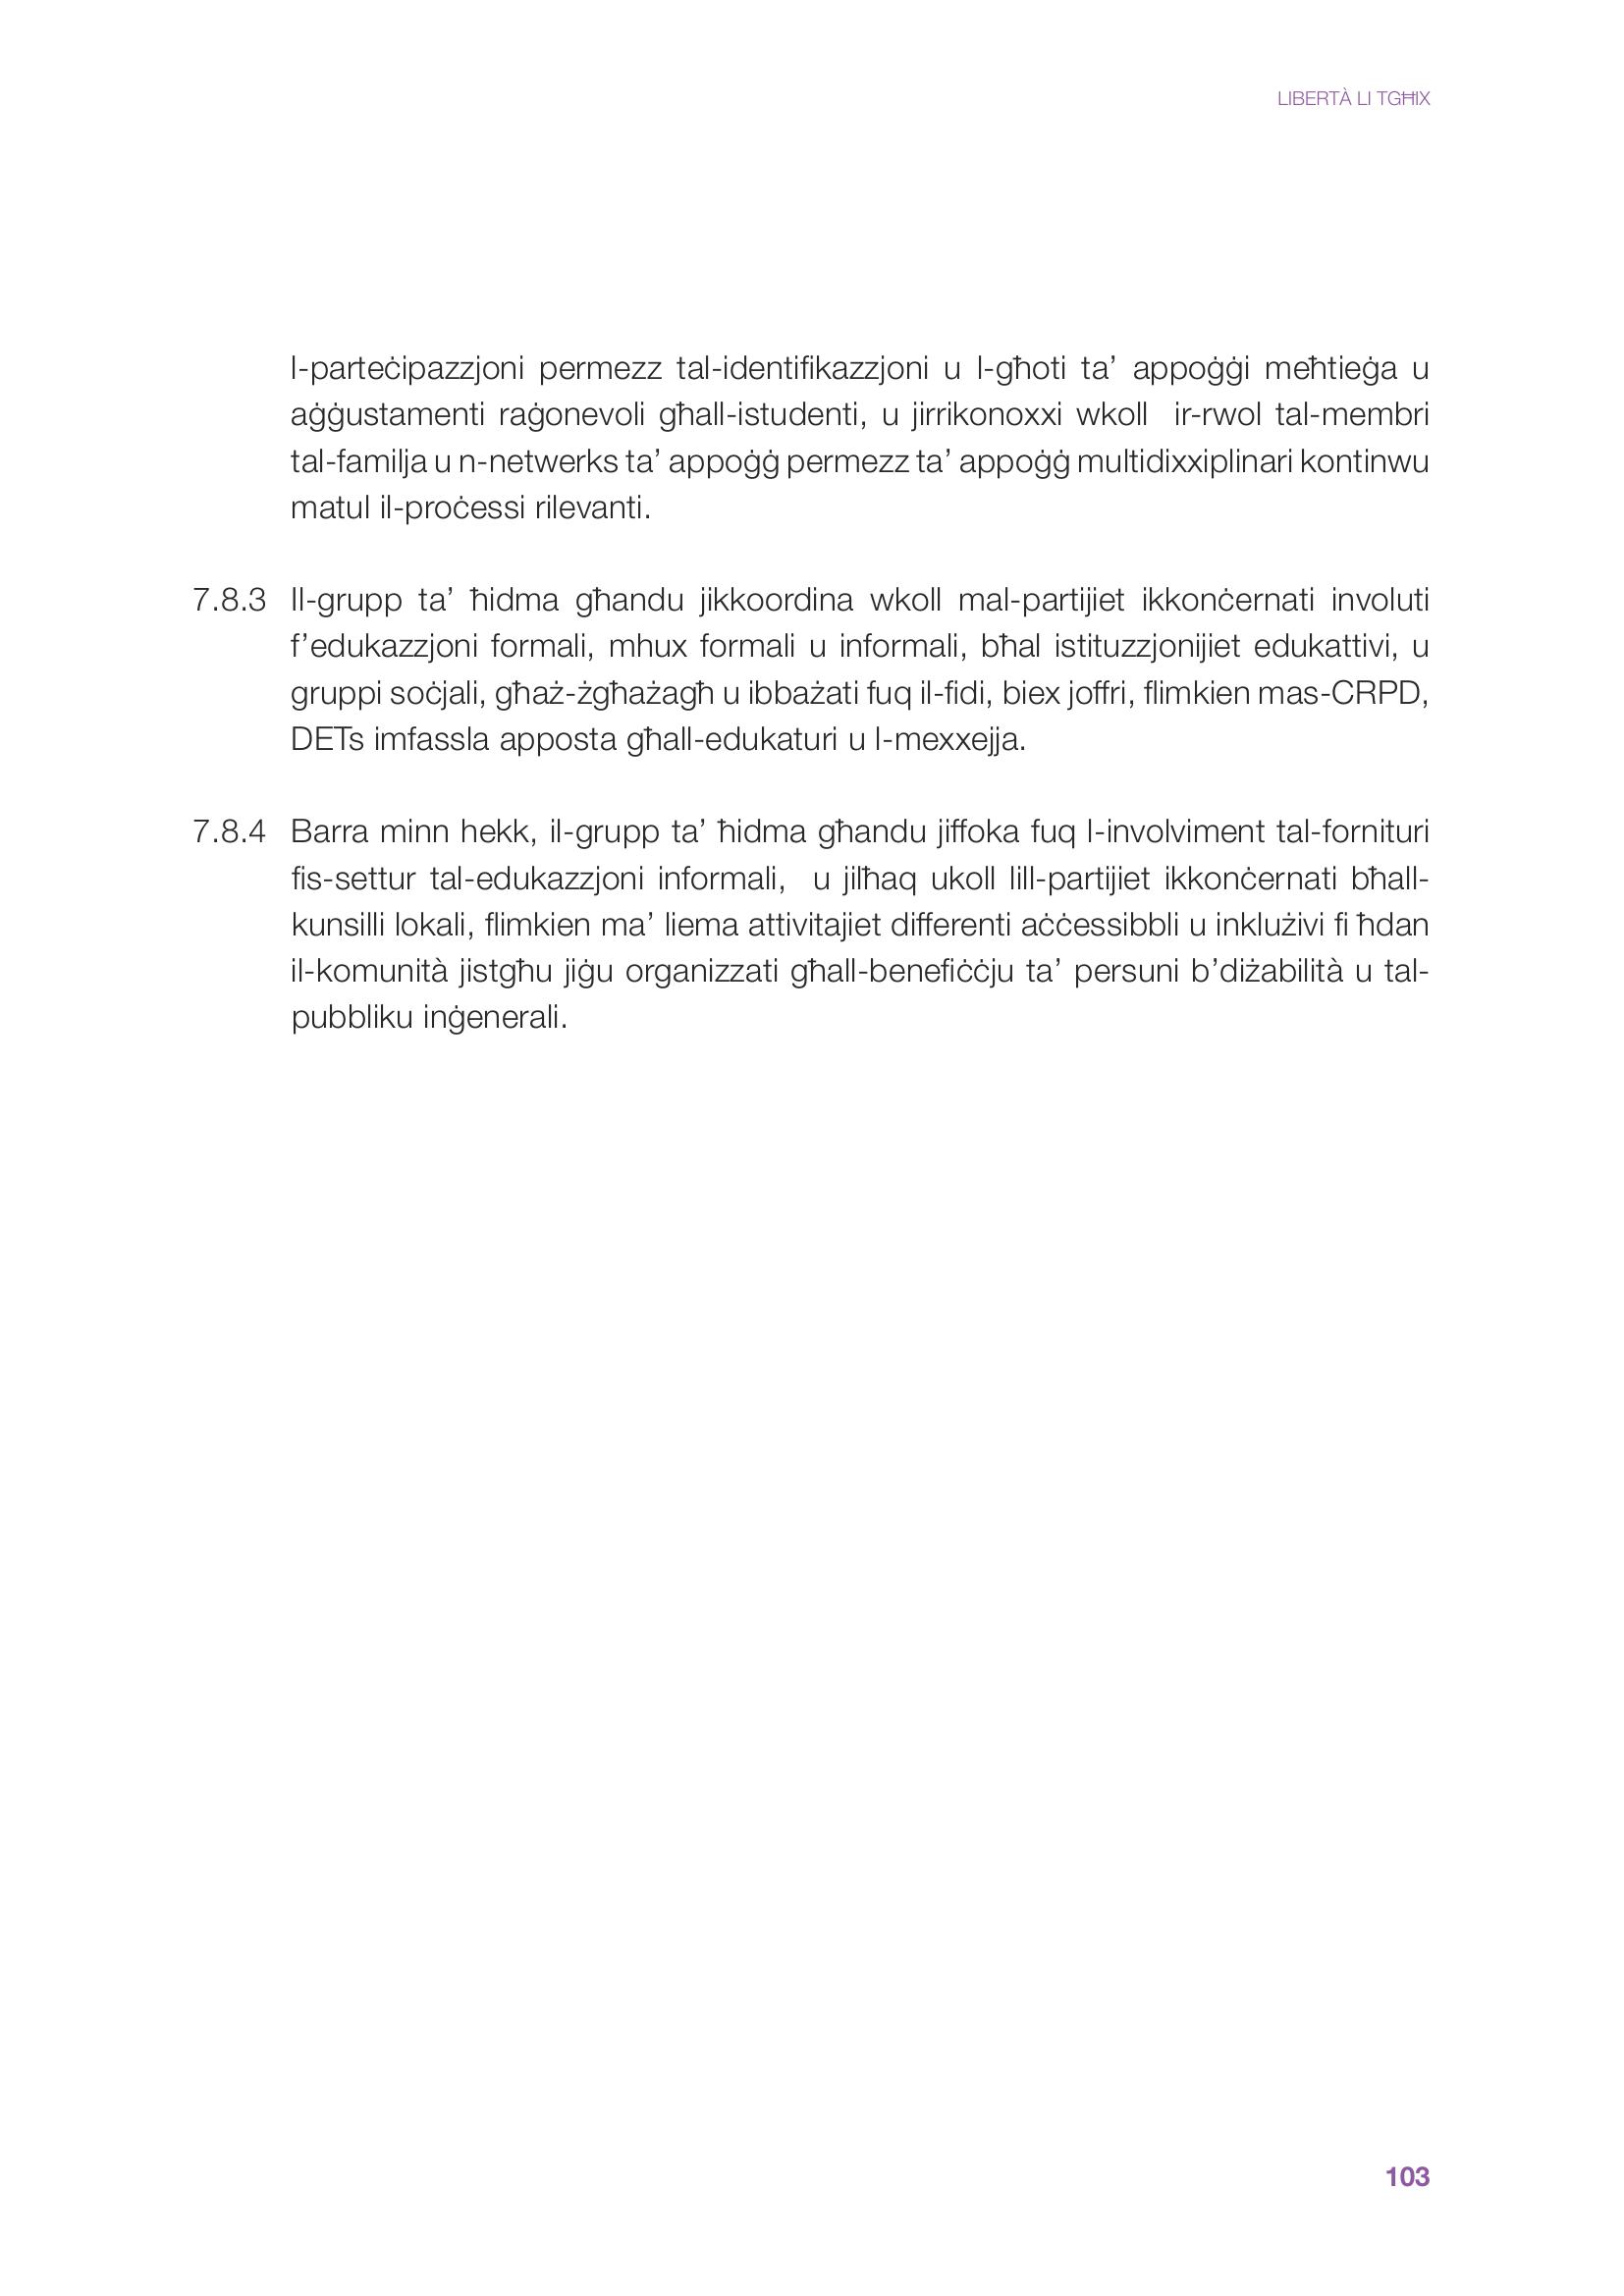 LIBERTÀ LI TGĦIX
l-parteċipazzjoni permezz tal-identifikazzjoni u l-għoti ta’ appoġġi meħtieġa u
aġġustamenti raġonevoli għall-istudenti, u jirrikonoxxi wkoll  ir-rwol tal-membri
tal-familja u n-netwerks ta’ appoġġ permezz ta’ appoġġ multidixxiplinari kontinwu
matul il-proċessi rilevanti.
7.8.3 Il-grupp ta’ ħidma għandu jikkoordina wkoll mal-partijiet ikkonċernati involuti
f’edukazzjoni formali, mhux formali u informali, bħal istituzzjonijiet edukattivi, u
gruppi soċjali, għaż-żgħażagħ u ibbażati fuq il-fidi, biex joffri, flimkien mas-CRPD,
DETs imfassla apposta għall-edukaturi u l-mexxejja.
7.8.4 Barra minn hekk, il-grupp ta’ ħidma għandu jiffoka fuq l-involviment tal-fornituri
fis-settur tal-edukazzjoni informali,  u jilħaq ukoll lill-partijiet ikkonċernati bħall-
kunsilli lokali, flimkien ma’ liema attivitajiet differenti aċċessibbli u inklużivi fi ħdan
il-komunità jistgħu jiġu organizzati għall-benefiċċju ta’ persuni b’diżabilità u tal-
pubbliku inġenerali.
103